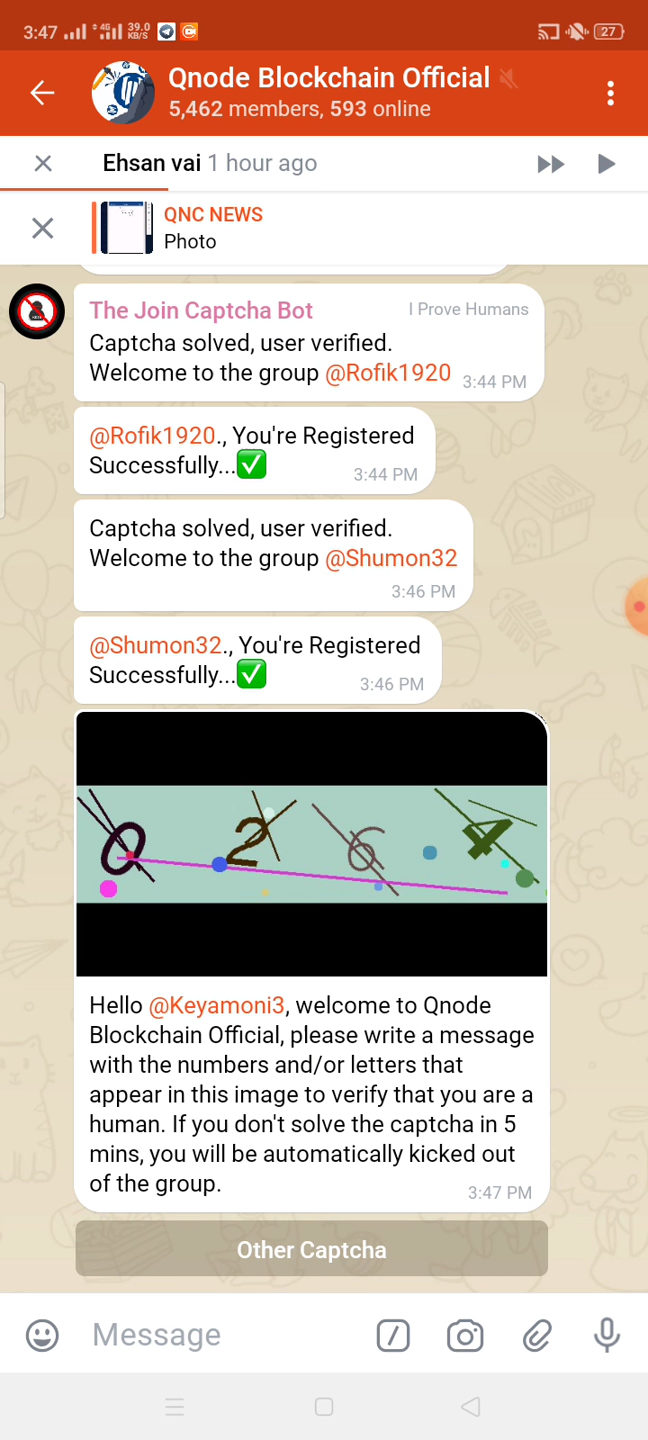 3:47
4G
39.0
KB/S
27
Qnode Blockchain Official
5,462 members, 593 online
Ehsan vai 1 hour ago
QNC NEWS
Photo
The Join Captcha Bot I Prove Humans
Captcha solved, user verified.
Welcome to the group @Rofik1920 3:44 PM
@Rofik1920., You're Registered
Successfully...✅ 3:44 PM
Captcha solved, user verified.
Welcome to the group @Shumon32
3:46 PM
@Shumon32., You're Registered
Successfully...✅ 3:46 PM
Hello @Keyamoni3, welcome to Qnode
Blockchain Official, please write a message
with the numbers and/or letters that
appear in this image to verify that you are a
human. If you don't solve the captcha in 5
mins, you will be automatically kicked out
of the group. 3:47 PM
Other Captcha
Message